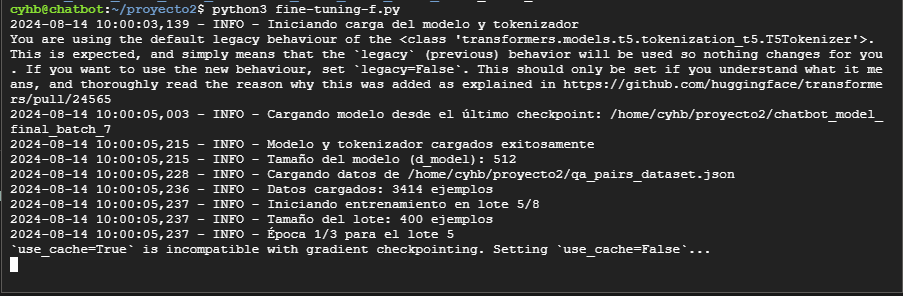 cyhb@chatbot:~/proyecto2$ python3 fine-tuning-f.py
2024-08-14 10:00:03,139 - INFO - Iniciando carga del modelo y tokenizador
You are using the default legacy behaviour of the <class 'transformers.models.t5.tokenization_t5.T5Tokenizer'>.
This is expected, and simply means that the `legacy` (previous) behavior will be used so nothing changes for you
. If you want to use the new behaviour, set `legacy=False`. This should only be set if you understand what it me
ans, and thoroughly read the reason why this was added as explained in https://github.com/huggingface/transforme
rs/pull/24565
2024-08-14 10:00:05,003 - INFO - Cargando modelo desde el último checkpoint: /home/cyhb/proyecto2/chatbot_model_
final_batch_7
2024-08-14 10:00:05,215 - INFO - Modelo y tokenizador cargados exitosamente
2024-08-14 10:00:05,215 - INFO - Tamaño del modelo (d_model): 512
2024-08-14 10:00:05,228 - INFO - Cargando datos de /home/cyhb/proyecto2/qa_pairs_dataset.json
2024-08-14 10:00:05,236 - INFO - Datos cargados: 3414 ejemplos
2024-08-14 10:00:05,237 - INFO - Iniciando entrenamiento en lote 5/8
2024-08-14 10:00:05,237 - INFO - Tamaño del lote: 400 ejemplos
2024-08-14 10:00:05,237 - INFO - Época 1/3 para el lote 5
`use_cache=True` is incompatible with gradient checkpointing. Setting `use_cache=False`...